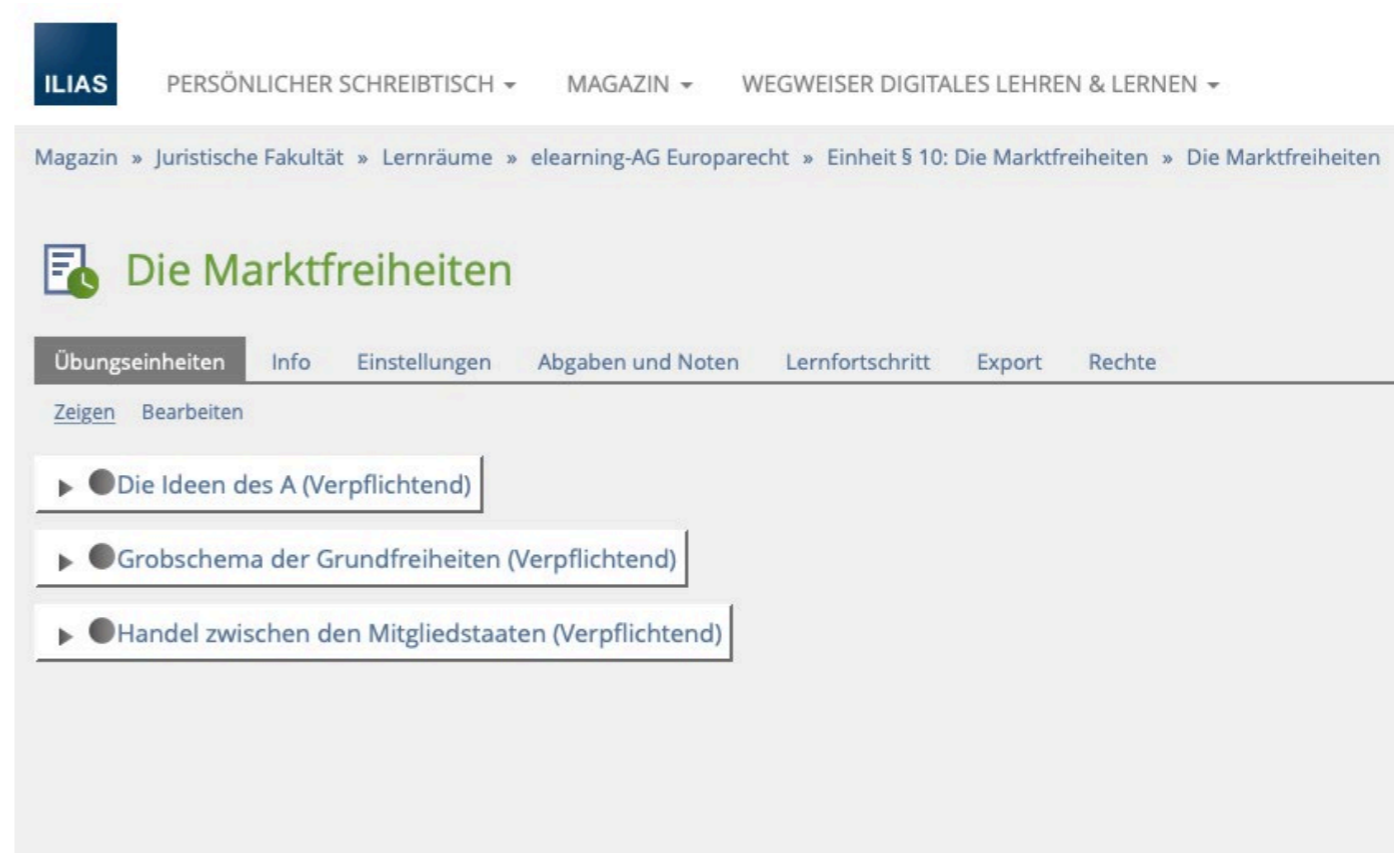 ILIAS PERSÖNLICHER SCHREIBTISCH MAGAZIN WEGWEISER DIGITALES LEHREN & LERNEN
Magazin » Juristische Fakultät » Lernräume » elearning-AG Europarecht » Einheit § 10: Die Marktfreiheiten » Die Marktfreiheiten
Die Marktfreiheiten
Übungseinheiten Info Einstellungen Abgaben und Noten Lernfortschritt Export Rechte
Zeigen Bearbeiten
Die Ideen des A (Verpflichtend)
Grobschema der Grundfreiheiten (Verpflichtend)
Handel zwischen den Mitgliedstaaten (Verpflichtend)